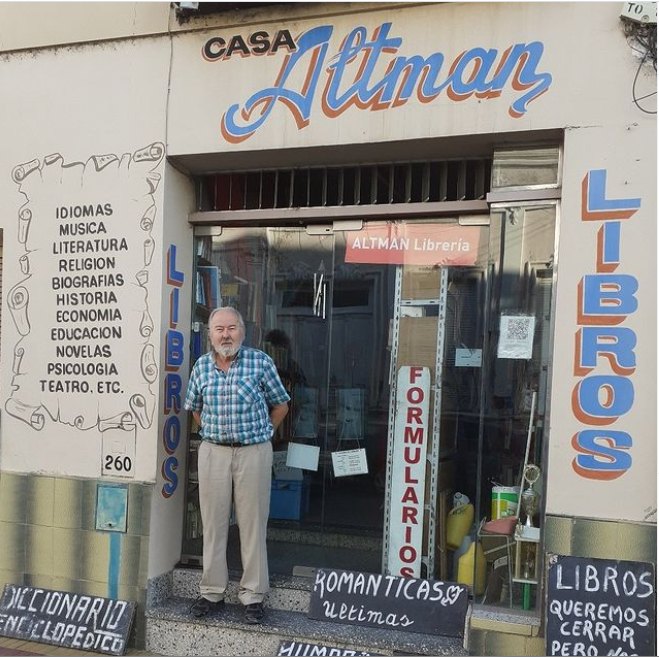 CASA Altman
IDIOMAS
MUSICA
LITERATURA
RELIGION
BIOGRAFIAS
HISTORIA
ECONOMIA
EDUCACION
NOVELAS
PSICOLOGIA
TEATRO. ETC.
260
LIBROS
ALTMAN Librería
FORMULARIOS
LIBROS
DICCIONARIO
ENCICLOPEDICO
ROMANTICAS
Ultimas
LIBROS
QUEREMOS
CERRAR
PERO